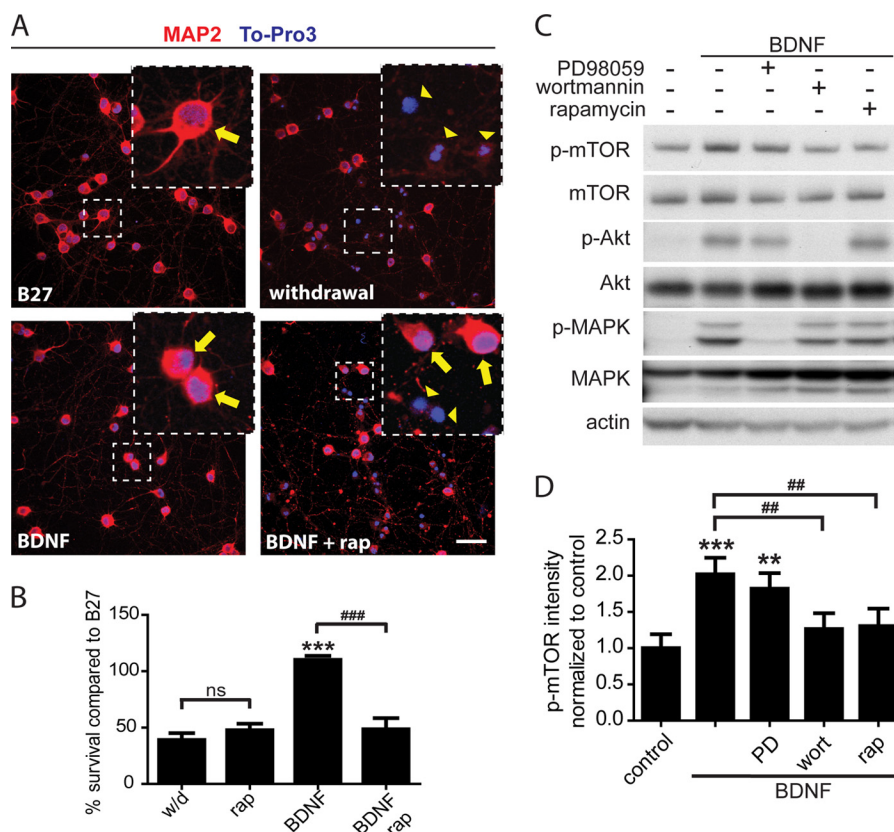 A
MAP2 To-Pro3
B27
withdrawal
BDNF
BDNF + rap
B
% survival compared to B27
150
100
50
0
ns
***
###
w/d
rap
BDNF
BDNF
rap
C
BDNF
PD98059 - - + - -
wortmannin - - - + -
rapamycin - - - - +
p-mTOR
mTOR
p-Akt
Akt
p-MAPK
MAPK
actin
D
p-mTOR intensity
normalized to control
2.5
2.0
1.5
1.0
0.5
0.0
##
##
***
**
control
PD
wort
rap
BDNF